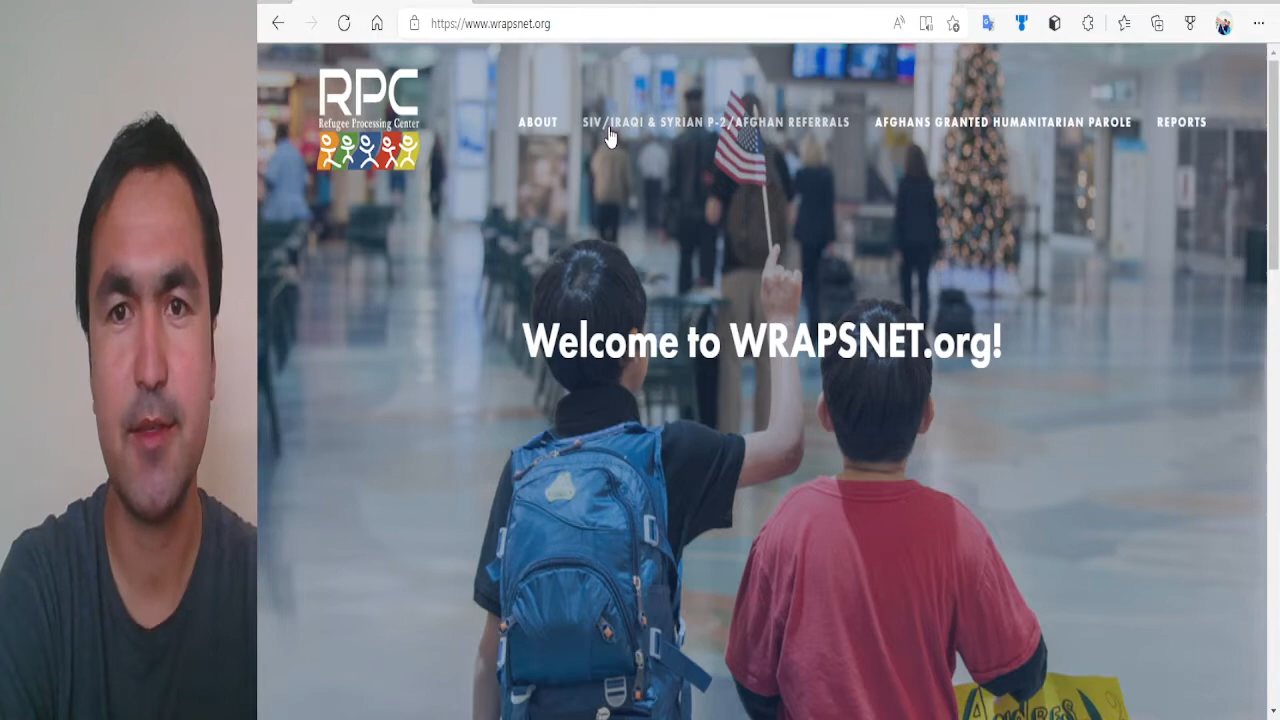 https://www.wrapsnet.org
RPC
Refugee Processing Center
ABOUT SIV/IRAQI & SYRIAN P-2/AFGHAN REFERRALS AFGHANS GRANTED HUMANITARIAN PAROLE REPORTS
Welcome to WRAPSNET.org!